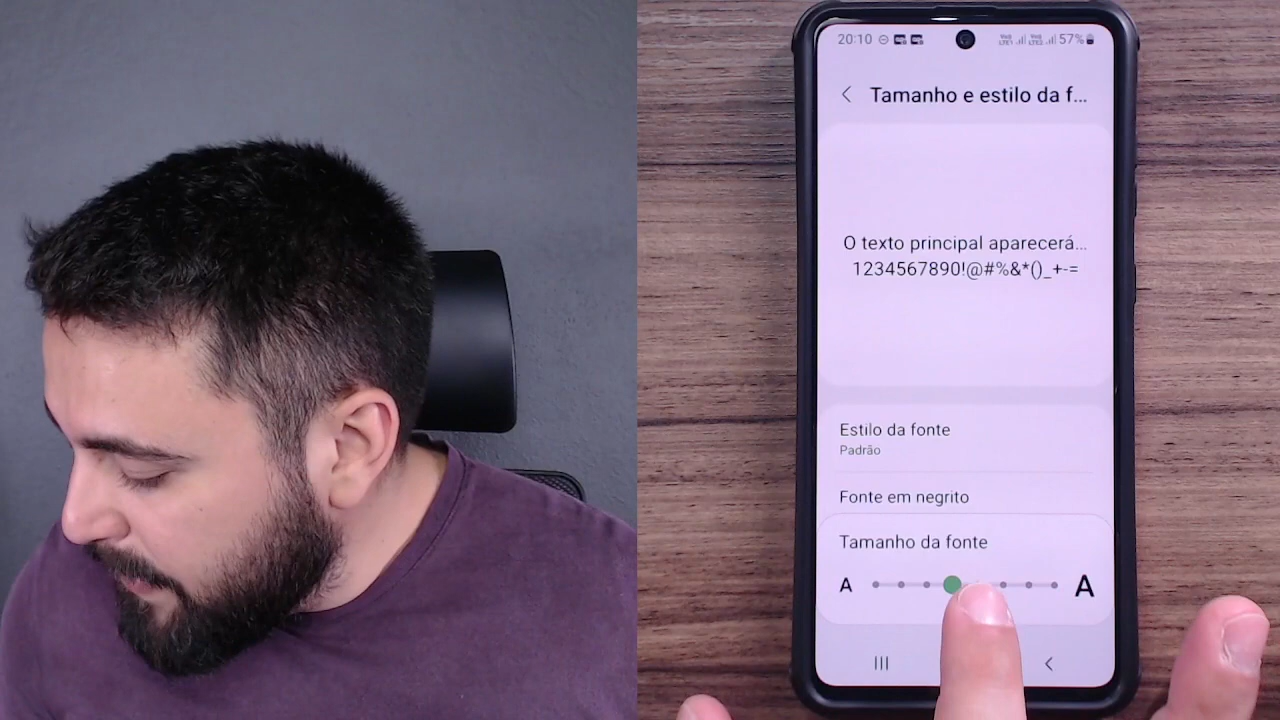 20:10
57%
Tamanho e estilo da f...
O texto principal aparecerá...
1234567890!@#%&*()_+-=
Estilo da fonte
Padrão
Fonte em negrito
Tamanho da fonte
A A